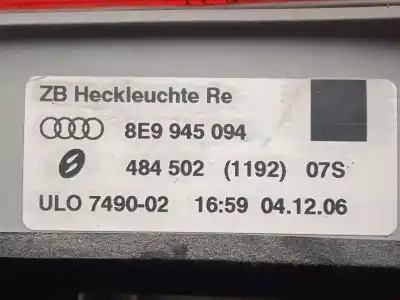 ZB Heckleuchte Re
8E9 945 094
484 502 (1192) 07S
ULO 7490-02 16:59 04.12.06